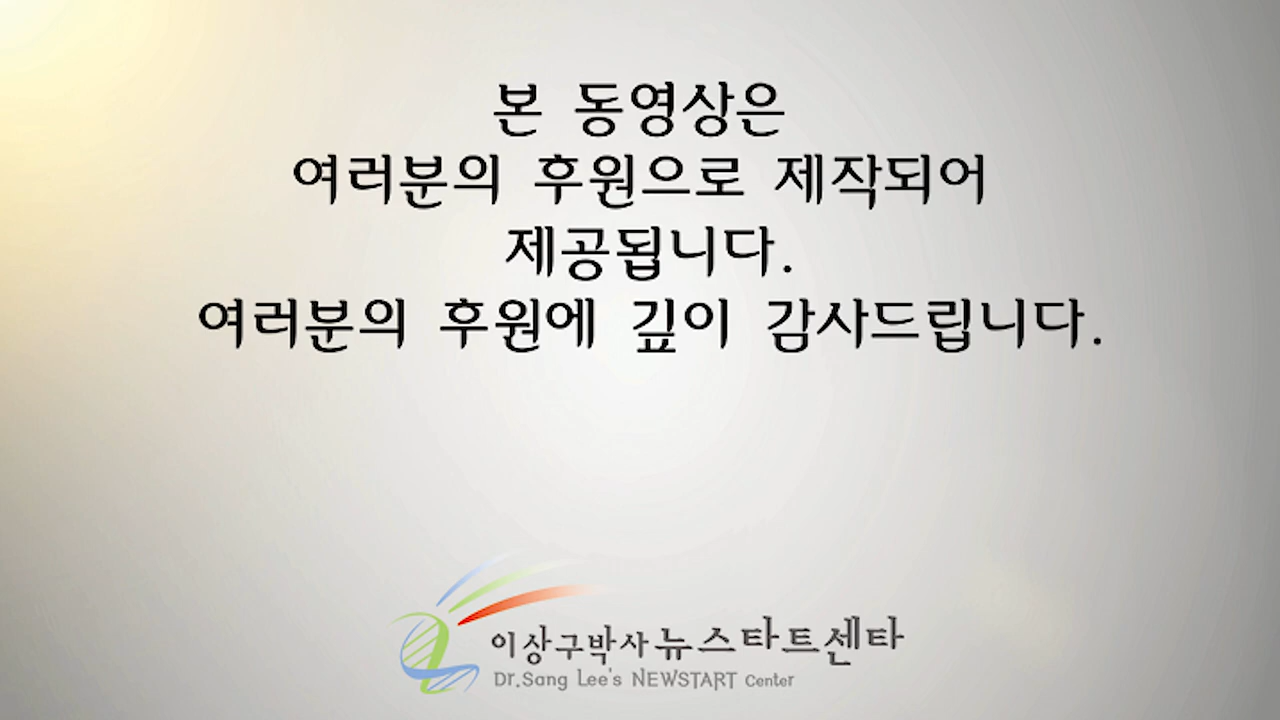 본 동영상은
여러분의 후원으로 제작되어
제공됩니다.
여러분의 후원에 깊이 감사드립니다.
이상구박사 뉴스타트센타
Dr.Sang Lee's NEWSTART Center